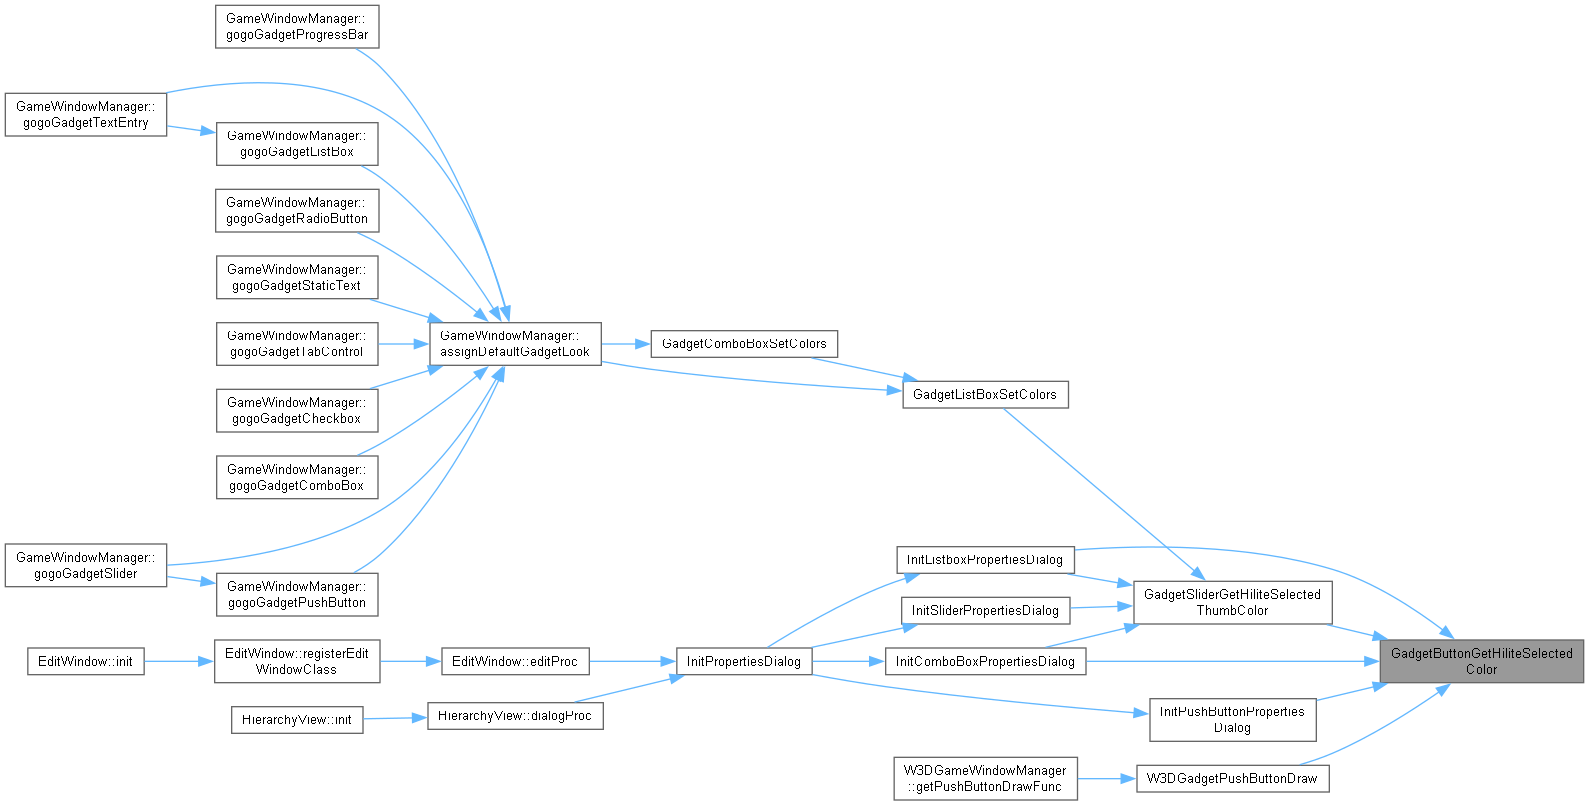 GameWindowManager::
gogoGadgetProgressBar
GameWindowManager::
gogoGadgetTextEntry
GameWindowManager::
gogoGadgetListBox
GameWindowManager::
gogoGadgetRadioButton
GameWindowManager::
gogoGadgetStaticText
GameWindowManager::
gogoGadgetTabControl
GameWindowManager::
gogoGadgetCheckbox
GameWindowManager::
gogoGadgetComboBox
GameWindowManager::
gogoGadgetSlider
GameWindowManager::
gogoGadgetPushButton
GameWindowManager::
assignDefaultGadgetLook
GadgetComboBoxSetColors
GadgetListBoxSetColors
InitListboxPropertiesDialog
InitSliderPropertiesDialog
InitComboBoxPropertiesDialog
GadgetSliderGetHiliteSelected
ThumbColor
GadgetButtonGetHiliteSelected
Color
InitPushButtonProperties
Dialog
W3DGadgetPushButtonDraw
W3DGameWindowManager
::getPushButtonDrawFunc
InitPropertiesDialog
EditWindow::editProc
EditWindow::registerEdit
WindowClass
EditWindow::init
HierarchyView::dialogProc
HierarchyView::init